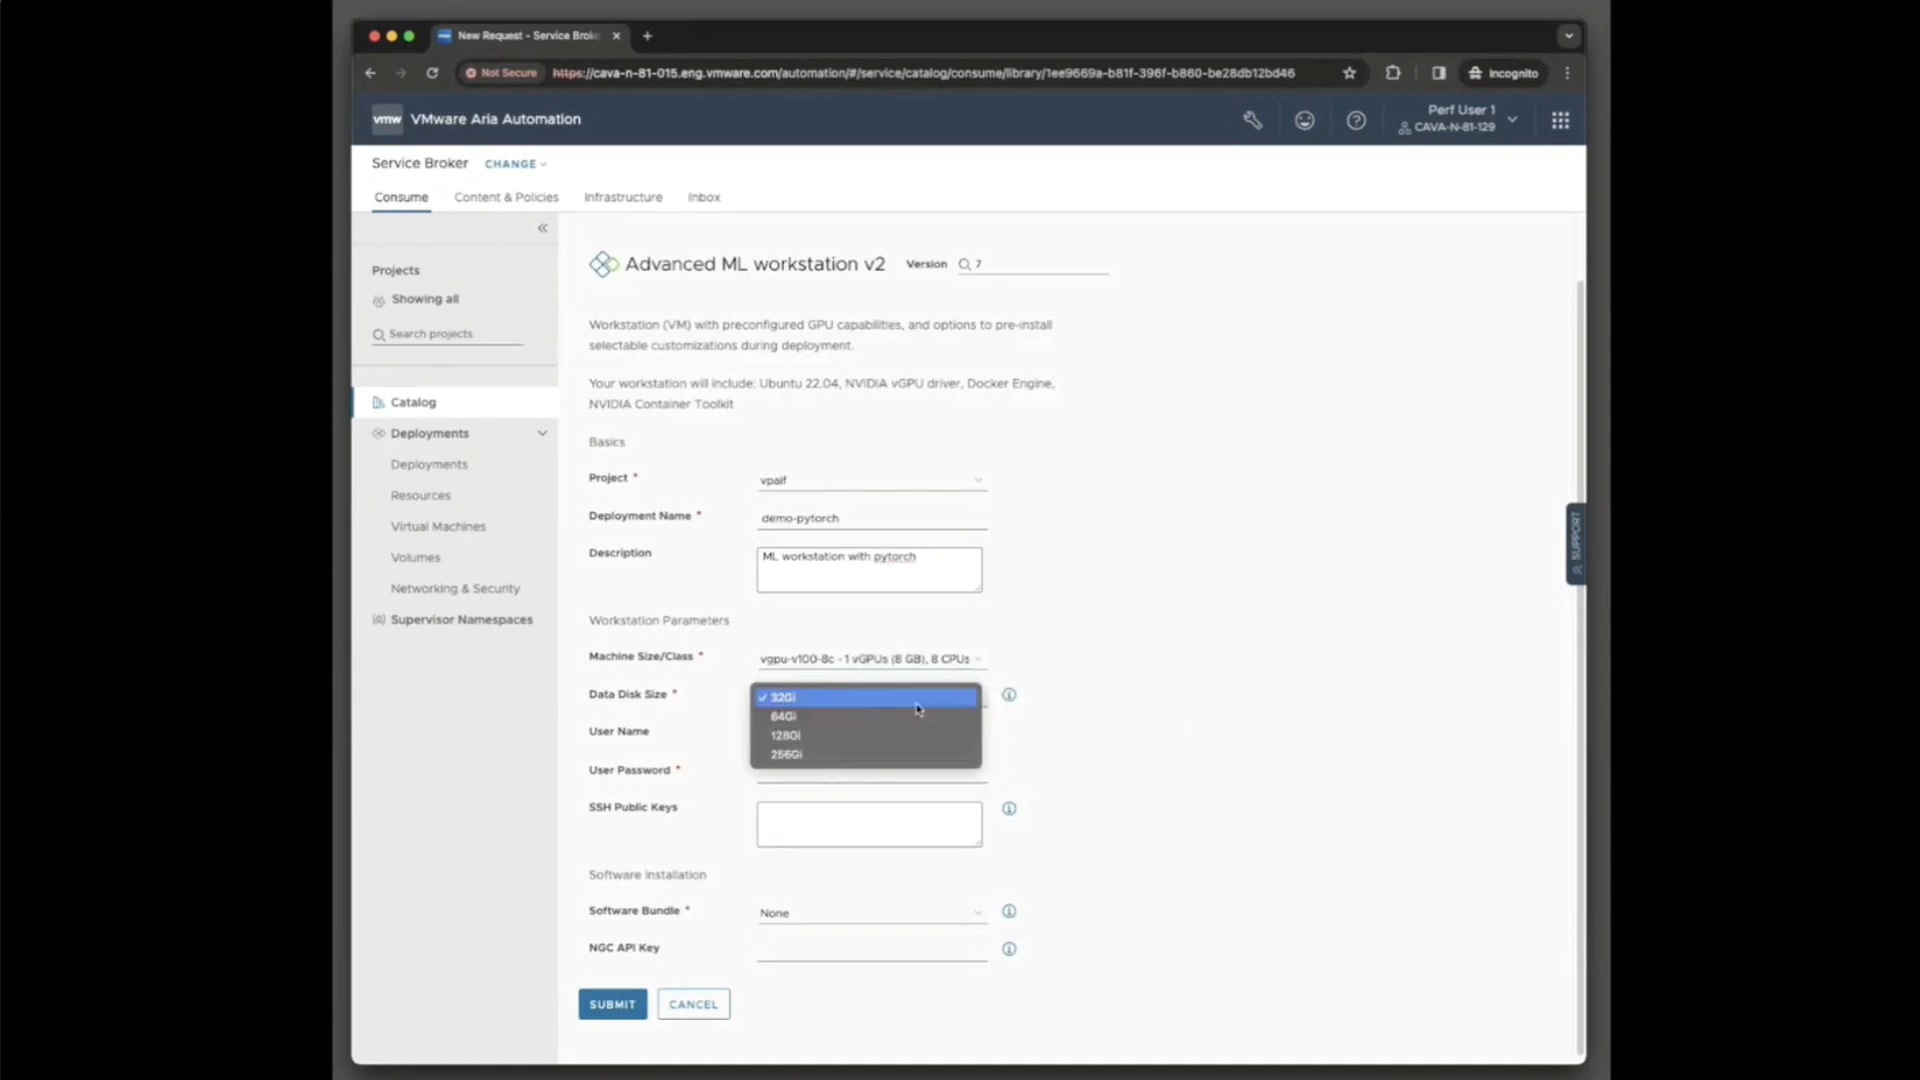 New Request - Service Brok
Not Secure
https://cava-n-81-015.eng.vmware.com/automation/#/service/catalog/consume/library/1ee9669a-b81f-396f-b860-be28db12bd46
Incognito
vmw
VMware Aria Automation
Perf User 1
CAVA-N-81-129
Service Broker
CHANGE
Consume
Content & Policies
Infrastructure
Inbox
Projects
Showing all
Search projects
Catalog
Deployments
Deployments
Resources
Virtual Machines
Volumes
Networking & Security
Supervisor Namespaces
Advanced ML workstation v2
Version
7
Workstation (VM) with preconfigured GPU capabilities, and options to pre-install
selectable customizations during deployment.
Your workstation will include: Ubuntu 22.04, NVIDIA vGPU driver, Docker Engine,
NVIDIA Container Toolkit
Basics
Project *
vpaif
Deployment Name *
demo-pytorch
Description
ML workstation with pytorch
Workstation Parameters
Machine Size/Class *
vgpu-v100-8c - 1 vGPUs (8 GB), 8 CPUs
Data Disk Size *
32Gi
64Gi
128Gi
256Gi
User Name
User Password *
SSH Public Keys
Software Installation
Software Bundle *
None
NGC API Key
SUBMIT
CANCEL
SUPPORT